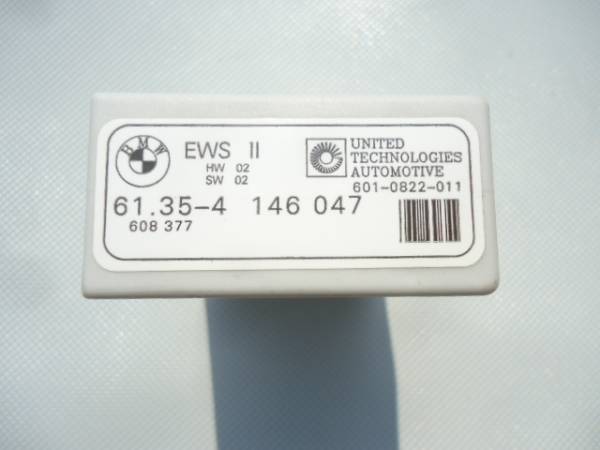 BMW
EWS II
HW 02
SW 02
UNITED
TECHNOLOGIES
AUTOMOTIVE
601-0822-011
61.35-4 146 047
608 377